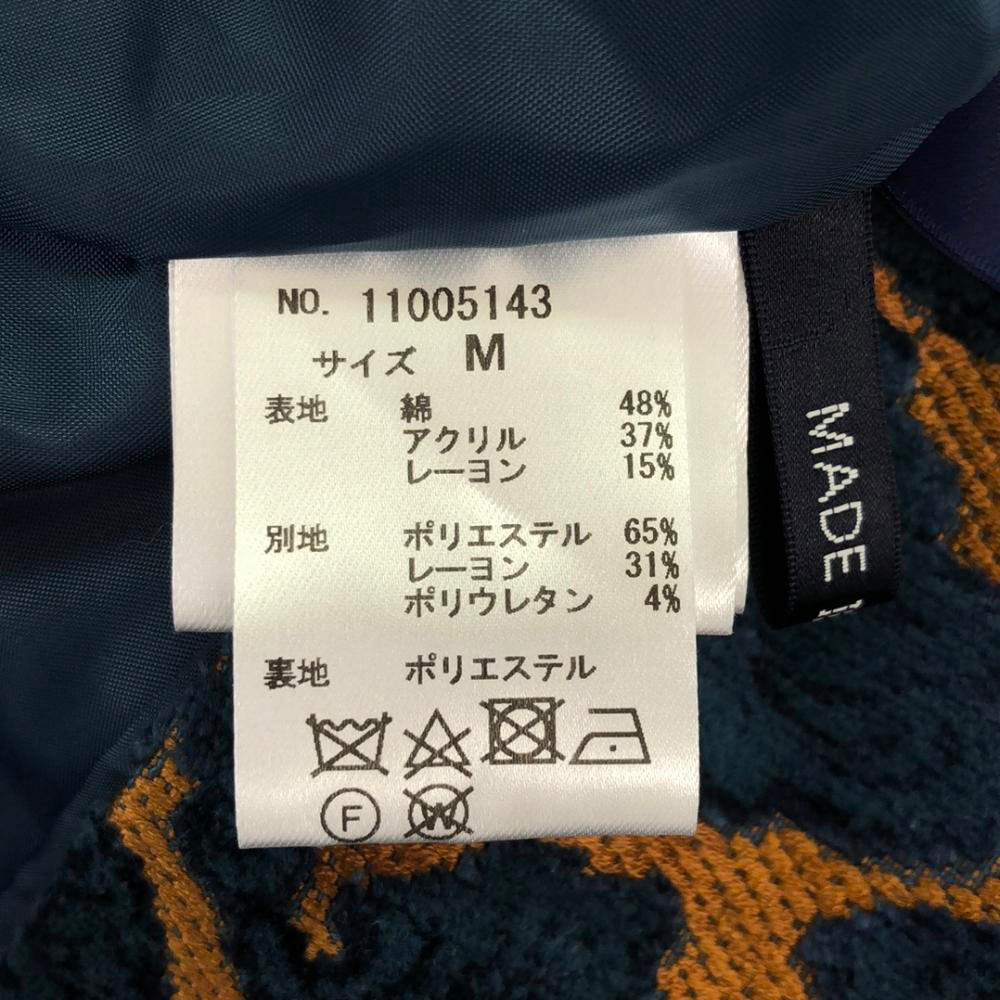 NO. 11005143
サイズ M
表地 綿 48%
アクリル 37%
レーヨン 15%
別地 ポリエステル 65%
レーヨン 31%
ポリウレタン 4%
裏地 ポリエステル
F W
MADE